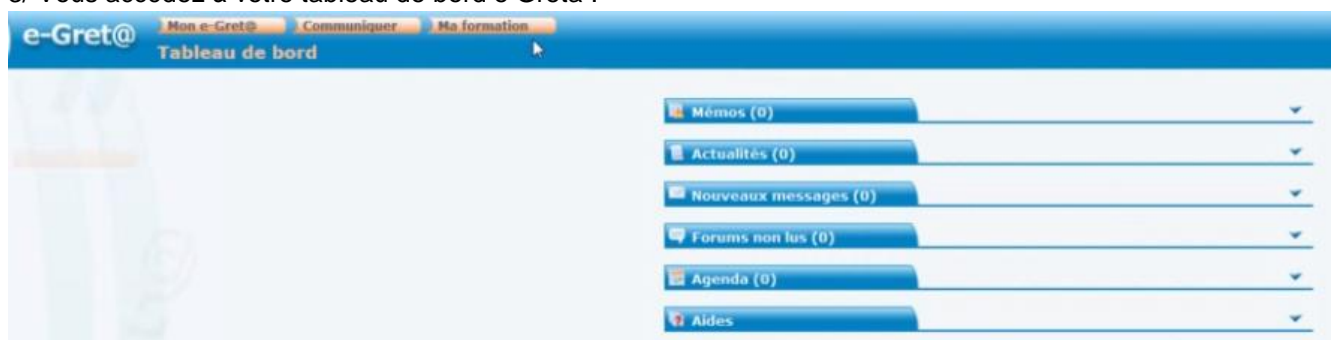 e-Gret@
Mon e-Gret@ Communiquer Ma formation
Tableau de bord
Mémos (0)
Actualités (0)
Nouveaux messages (0)
Forums non lus (0)
Agenda (0)
Aides